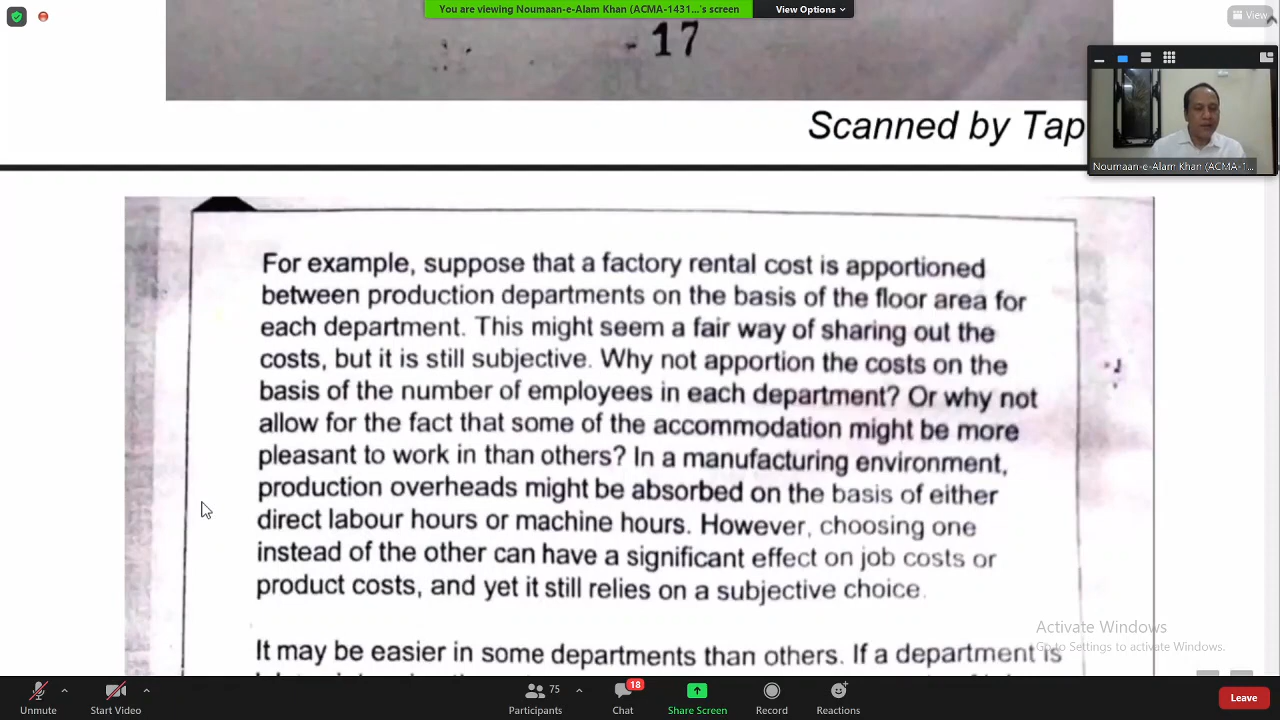 You are viewing Noumaan-e-Alam Khan (ACMA-1431...'s screen
View Options
View
- 17
Scanned by Tap
Noumaan-e-Alam Khan (ACMA-1...
For example, suppose that a factory rental cost is apportioned
between production departments on the basis of the floor area for
each department. This might seem a fair way of sharing out the
costs, but it is still subjective. Why not apportion the costs on the
basis of the number of employees in each department? Or why not
allow for the fact that some of the accommodation might be more
pleasant to work in than others? In a manufacturing environment,
production overheads might be absorbed on the basis of either
direct labour hours or machine hours. However, choosing one
instead of the other can have a significant effect on job costs or
product costs, and yet it still relies on a subjective choice.
It may be easier in some departments than others. If a department is
Activate Windows
Go to Settings to activate Windows.
Unmute
Start Video
75
Participants
18
Chat
Share Screen
Record
Reactions
Leave